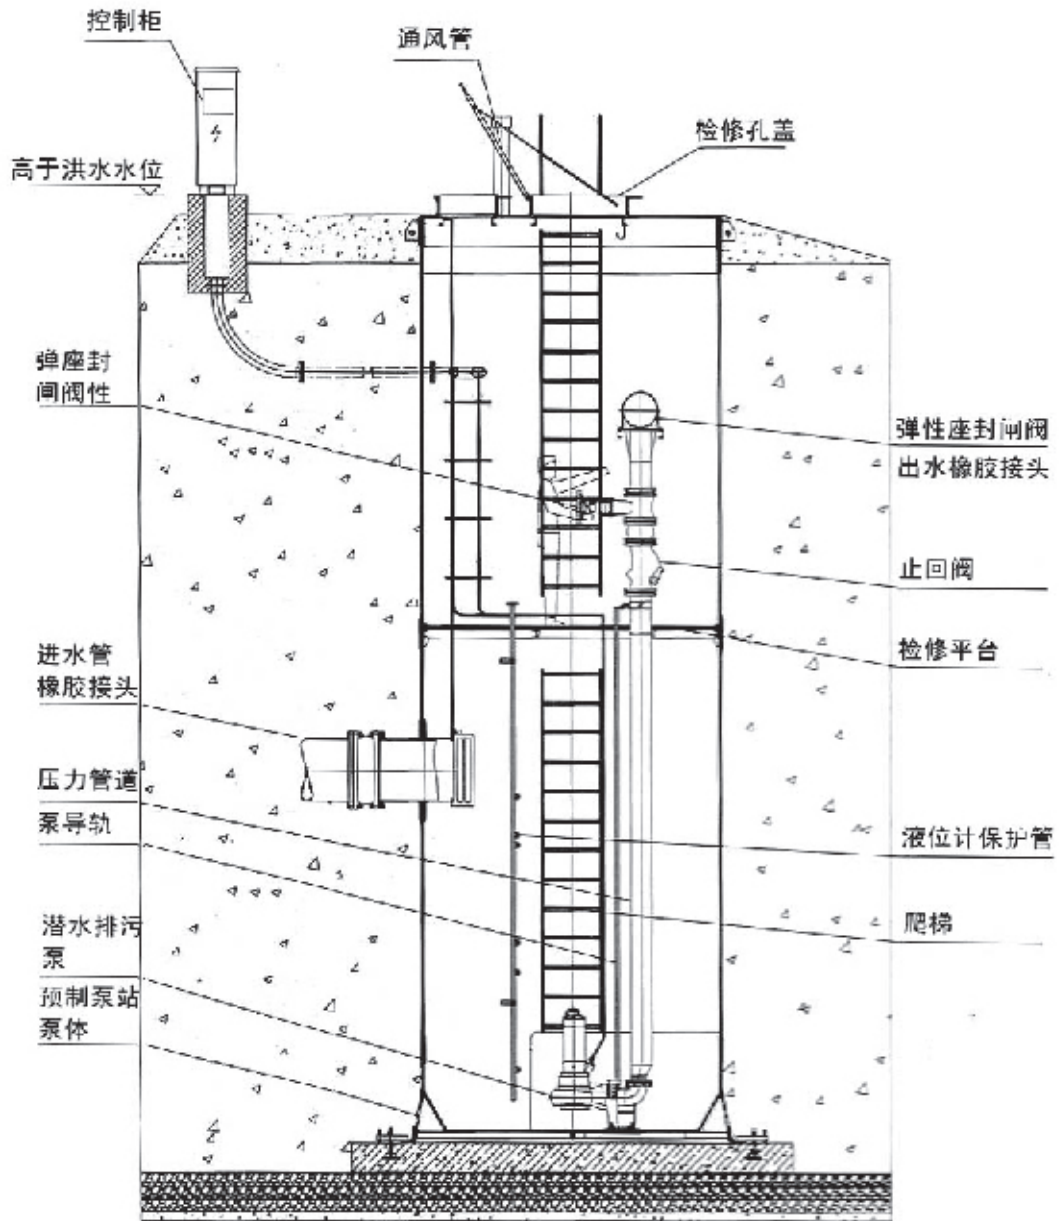 控制柜
通风管
检修孔盖
高于洪水水位
弹座封
闸阀性
弹性座封闸阀
出水橡胶接头
止回阀
进水管
橡胶接头
检修平台
压力管道
泵导轨
液位计保护管
爬梯
潜水排污
泵
预制泵站
泵体